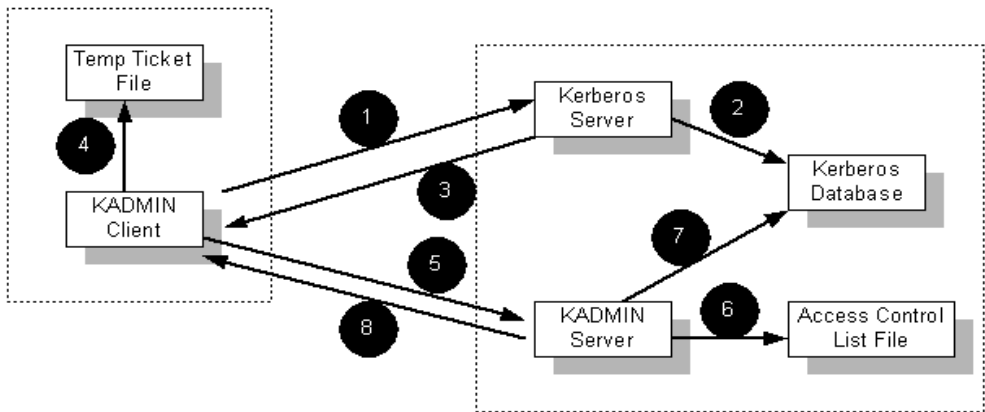 Temp Ticket
File
1
Kerberos
Server
2
4
3
Kerberos
Database
KADMIN
Client
5
7
8
KADMIN
Server
6
Access Control
List File